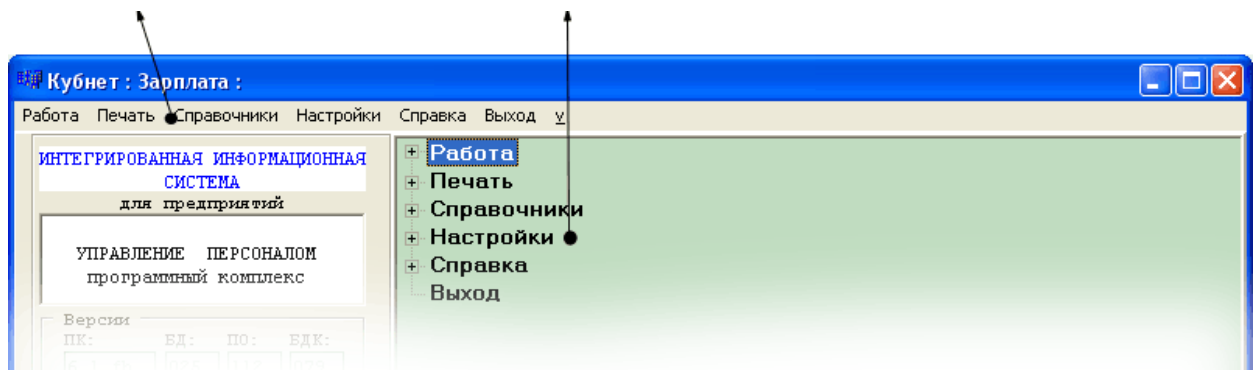 Кубнет : Зарплата :
Работа Печать Справочники Настройки Справка Выход у
ИНТЕГРИРОВАННАЯ ИНФОРМАЦИОННАЯ
СИСТЕМА
для предприятий
УПРАВЛЕНИЕ ПЕРСОНАЛОМ
программный комплекс
Версии
ПК: БД: ПО: БДК:
Работа
Печать
Справочники
Настройки
Справка
Выход